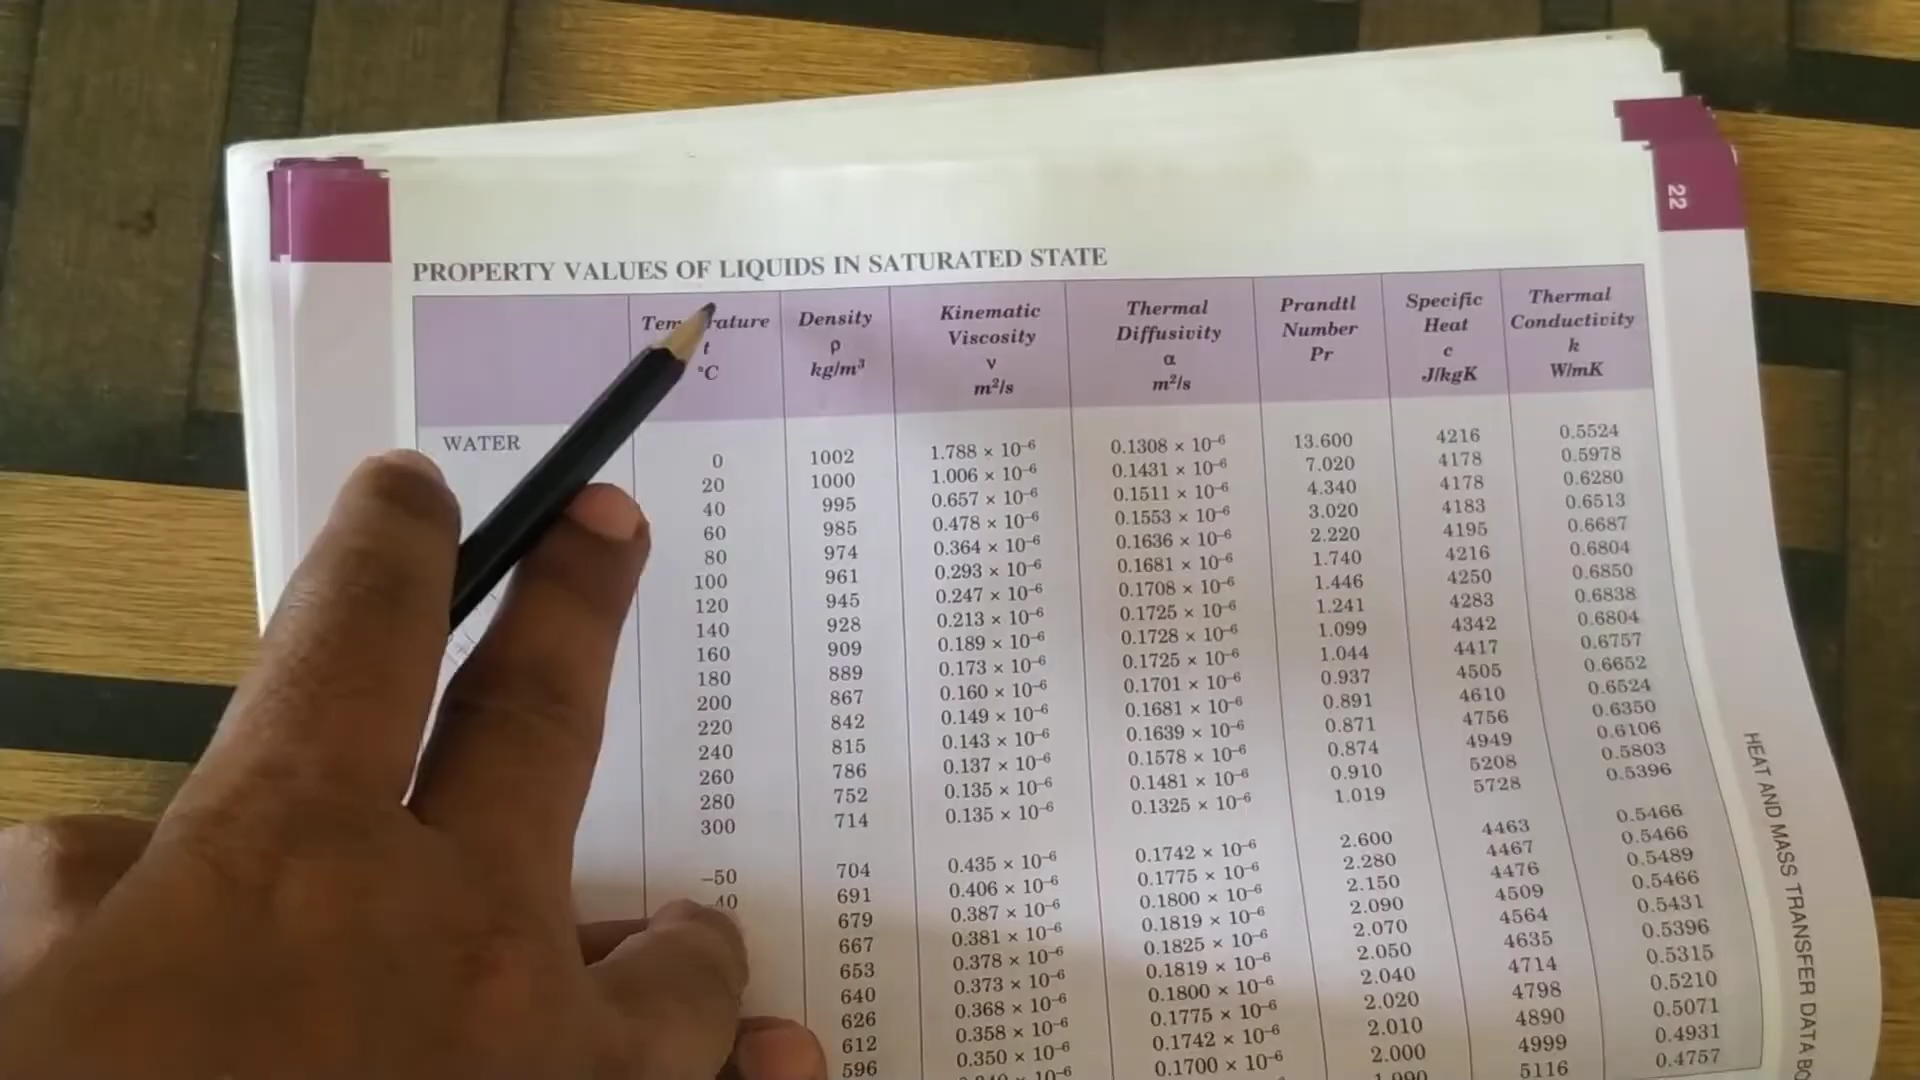 22
PROPERTY VALUES OF LIQUIDS IN SATURATED STATE
Density Kinematic Viscosity Thermal Diffusivity Prandtl Number Specific Heat Thermal Conductivity
t ρ ν α Pr c k
°C kg/m³ m²/s m²/s J/kgK W/mK
WATER
0 1002 1.788 × 10⁻⁶ 0.1308 × 10⁻⁶ 13.600 4216 0.5524
20 1000 1.006 × 10⁻⁶ 0.1431 × 10⁻⁶ 7.020 4178 0.5978
40 995 0.657 × 10⁻⁶ 0.1511 × 10⁻⁶ 4.340 4178 0.6280
60 985 0.478 × 10⁻⁶ 0.1553 × 10⁻⁶ 3.020 4183 0.6513
80 974 0.364 × 10⁻⁶ 0.1636 × 10⁻⁶ 2.220 4195 0.6687
100 961 0.293 × 10⁻⁶ 0.1681 × 10⁻⁶ 1.740 4216 0.6804
120 945 0.247 × 10⁻⁶ 0.1708 × 10⁻⁶ 1.446 4250 0.6850
140 928 0.213 × 10⁻⁶ 0.1725 × 10⁻⁶ 1.241 4283 0.6838
160 909 0.189 × 10⁻⁶ 0.1728 × 10⁻⁶ 1.099 4342 0.6804
180 889 0.173 × 10⁻⁶ 0.1725 × 10⁻⁶ 1.044 4417 0.6757
200 867 0.160 × 10⁻⁶ 0.1701 × 10⁻⁶ 0.937 4505 0.6652
220 842 0.149 × 10⁻⁶ 0.1681 × 10⁻⁶ 0.891 4610 0.6524
240 815 0.143 × 10⁻⁶ 0.1639 × 10⁻⁶ 0.871 4756 0.6350
260 786 0.137 × 10⁻⁶ 0.1578 × 10⁻⁶ 0.874 4949 0.6106
280 752 0.135 × 10⁻⁶ 0.1481 × 10⁻⁶ 0.910 5208 0.5803
300 714 0.135 × 10⁻⁶ 0.1325 × 10⁻⁶ 1.019 5728 0.5396
–50 704 0.435 × 10⁻⁶ 0.1742 × 10⁻⁶ 2.600 4463 0.5466
40 691 0.406 × 10⁻⁶ 0.1775 × 10⁻⁶ 2.280 4467 0.5466
679 0.387 × 10⁻⁶ 0.1800 × 10⁻⁶ 2.150 4476 0.5489
667 0.381 × 10⁻⁶ 0.1819 × 10⁻⁶ 2.090 4509 0.5466
653 0.378 × 10⁻⁶ 0.1825 × 10⁻⁶ 2.070 4564 0.5431
640 0.373 × 10⁻⁶ 0.1819 × 10⁻⁶ 2.050 4635 0.5396
626 0.368 × 10⁻⁶ 0.1800 × 10⁻⁶ 2.040 4714 0.5315
612 0.358 × 10⁻⁶ 0.1775 × 10⁻⁶ 2.020 4798 0.5210
596 0.350 × 10⁻⁶ 0.1742 × 10⁻⁶ 2.010 4890 0.5071
0.1700 × 10⁻⁶ 2.000 4999 0.4931
5116 0.4757
HEAT AND MASS TRANSFER DATA